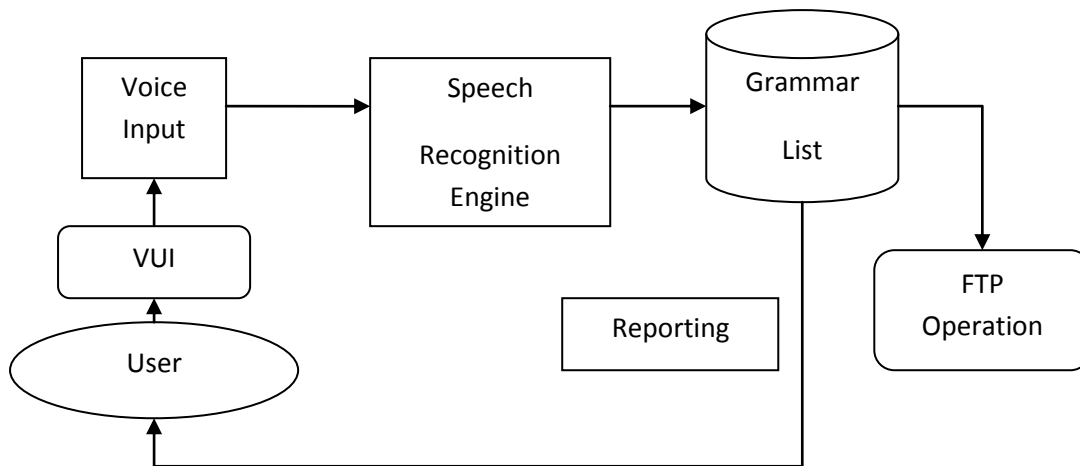 Voice
Input
Speech
Recognition
Engine
Grammar
List
VUI
FTP
Operation
Reporting
User